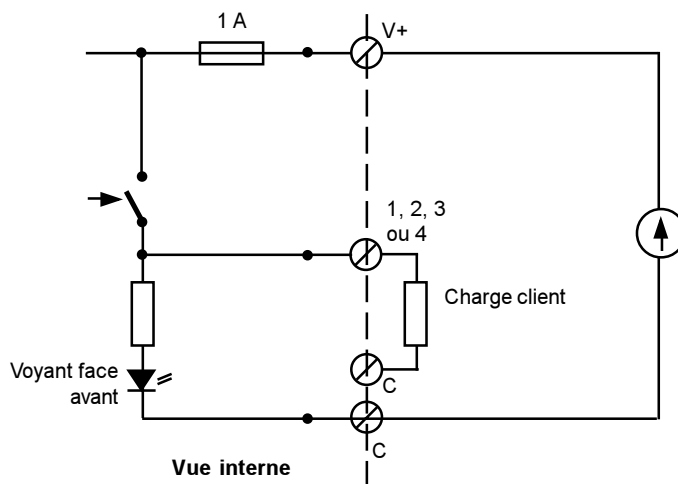 1 A
V+
1, 2, 3
ou 4
Charge client
Voyant face
avant
C
C
Vue interne